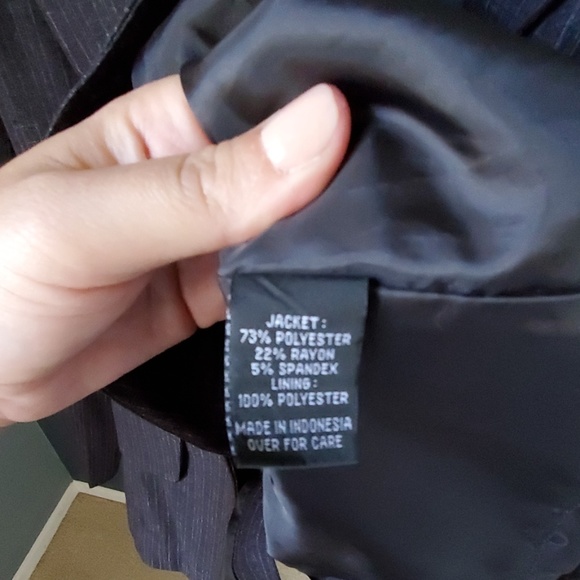 JACKET:
73% POLYESTER
22% RAYON
5% SPANDEX
LINING:
100% POLYESTER
MADE IN INDONESIA
OVER FOR CARE